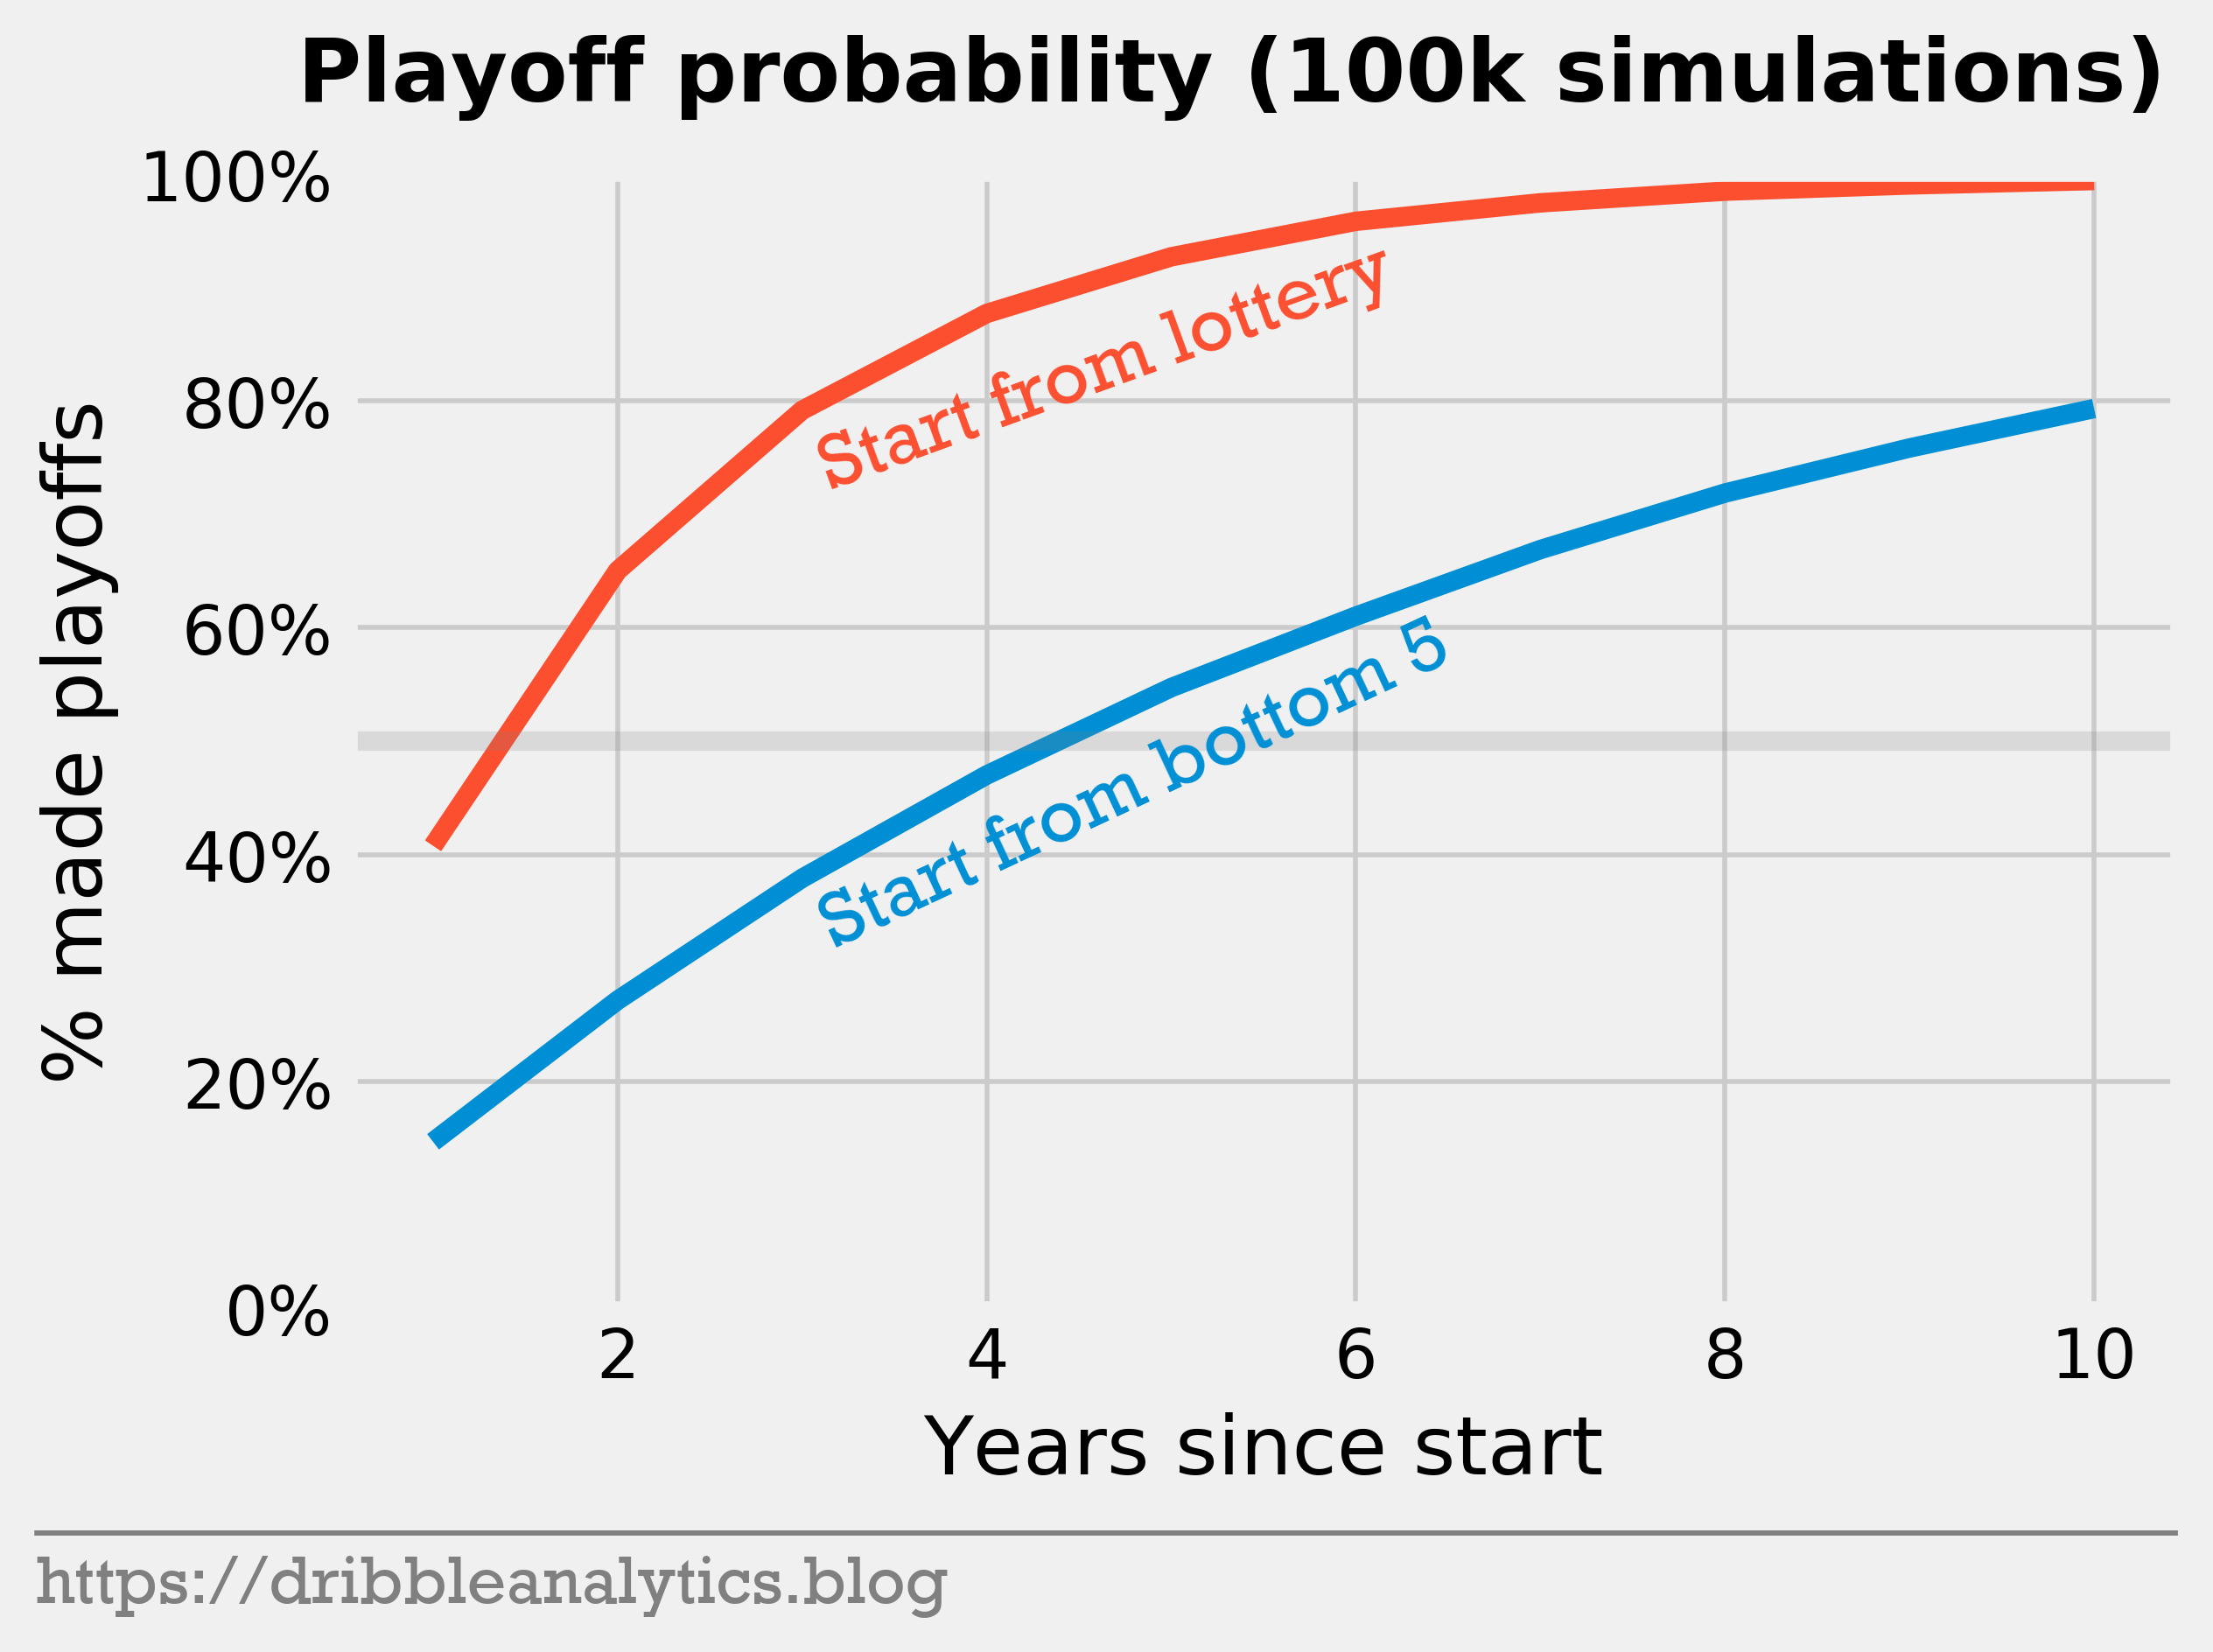 Playoff probability (100k simulations)
100%
80%
60%
40%
20%
0%
% made playoffs
Start from lottery
Start from bottom 5
2 4 6 8 10
Years since start
https://dribbleanalytics.blog